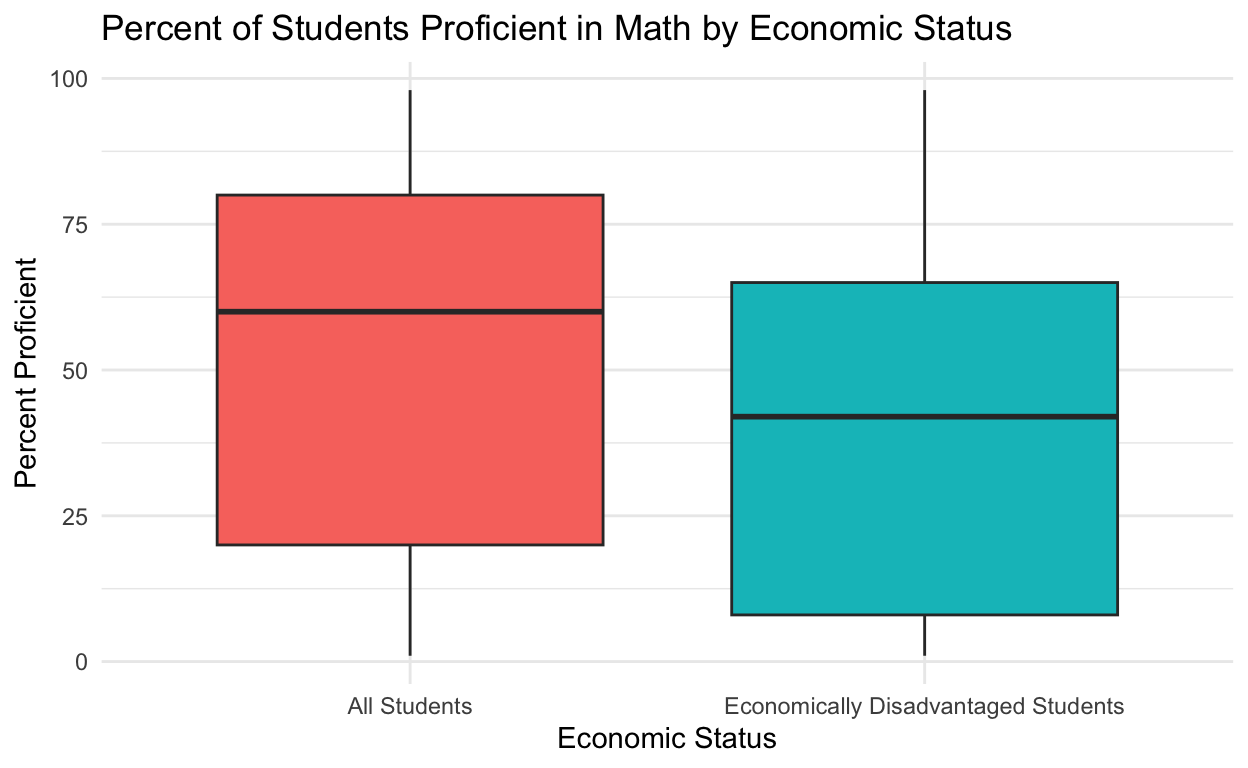 Percent of Students Proficient in Math by Economic Status
100
75
50
25
0
Percent Proficient
All Students
Economically Disadvantaged Students
Economic Status